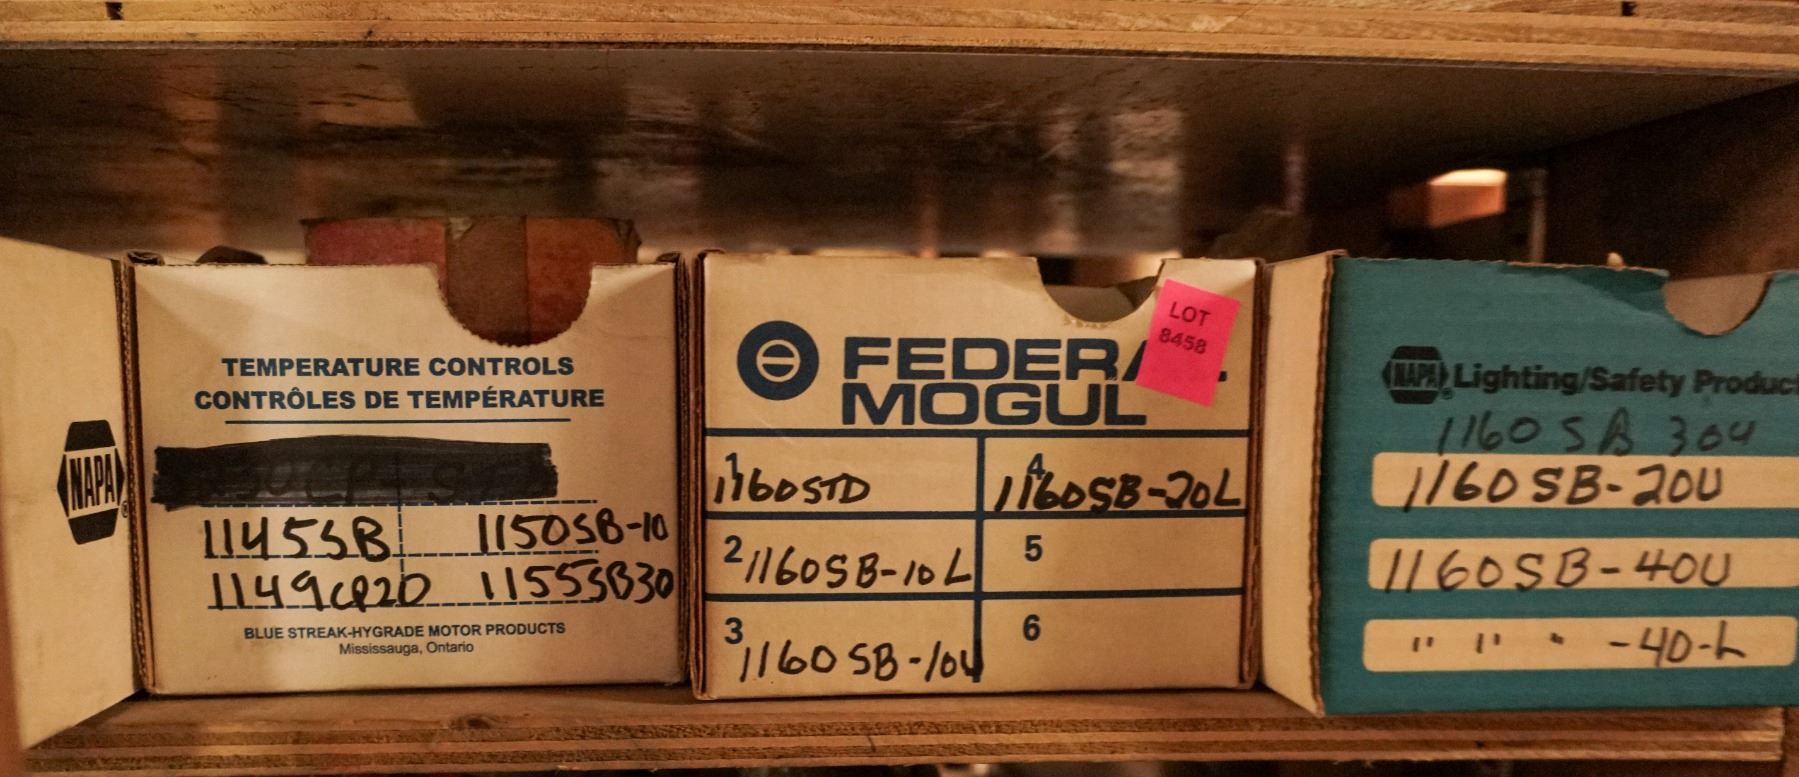 NAPA
TEMPERATURE CONTROLS
CONTRÔLES DE TEMPÉRATURE
1145SB 1150SB-10
1149CP20 1155SB30
BLUE STREAK-HYGRADE MOTOR PRODUCTS
Mississauga, Ontario
LOT
8458
FEDERAL
MOGUL
1 1160STD
2 1160SB-10L
3 1160SB-10U
4 1160SB-20L
5
6
NAPA Lighting/Safety Product
1160SB 30U
1160SB-20U
1160SB-40U
" " " -40-L